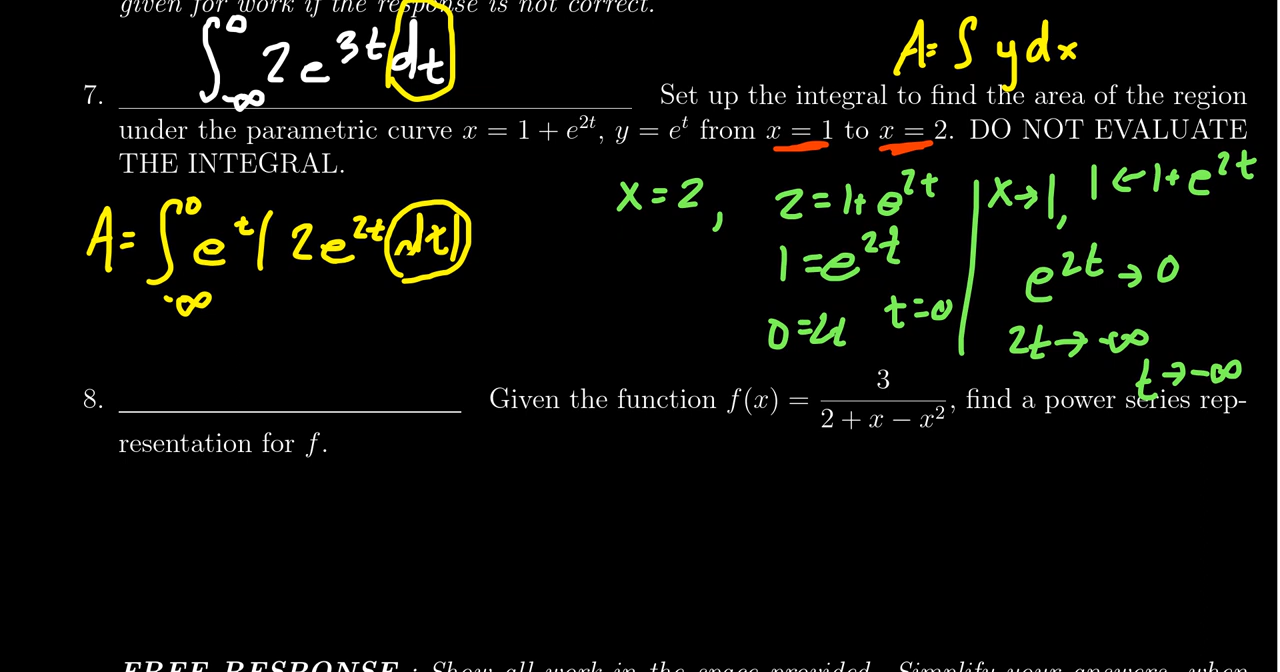 given for work if the response is not correct.
∫_{-∞}^{0} 2e^{3t} dt
A = ∫ y dx
7. ____________ Set up the integral to find the area of the region
under the parametric curve x = 1 + e^{2t}, y = e^t from x = 1 to x = 2. DO NOT EVALUATE
THE INTEGRAL.
A = ∫_{-∞}^{0} e^t (2e^{2t} dt)
x = 2, 2 = 1 + e^{2t}
1 = e^{2t}
0 = 2t t = 0
x → 1, 1 ← 1 + e^{2t}
e^{2t} → 0
2t → -∞
t → -∞
8. ____________ Given the function f(x) = 3/(2 + x − x^2), find a power series rep-
resentation for f.
FREE RESPONSE : Show all work in the space provided. Simplify your answers, when